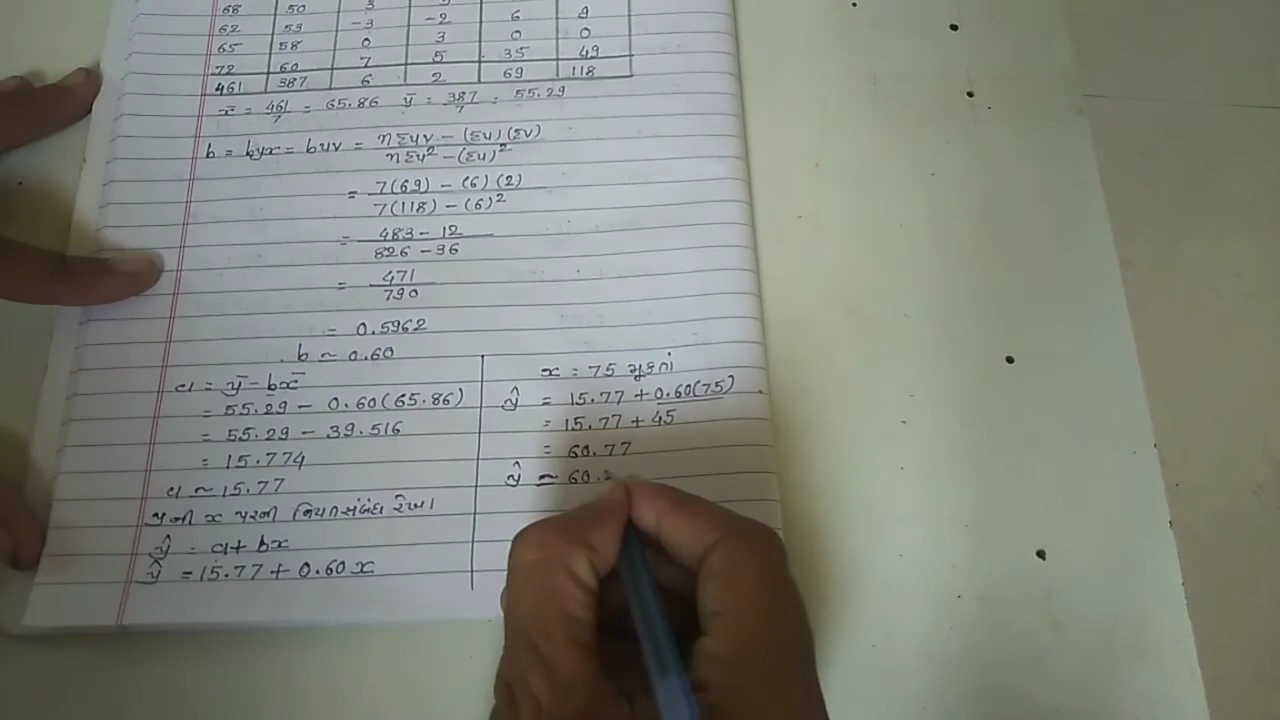 68 50 3 6 9
62 53 -3 -2 0 0
65 58 0 3 35 49
72 60 7 5 69 118
461 387 6 2
x̄ = 461/7 = 65.86 ȳ = 387/7 = 55.29
b = byx = buv = nΣuv - (Σu)(Σv) / nΣu² - (Σu)²
= 7(69) - (6)(2) / 7(118) - (6)²
= 483 - 12 / 826 - 36
= 471 / 790
= 0.5962
b ~ 0.60
a = ȳ - bx̄
= 55.29 - 0.60(65.86)
= 55.29 - 39.516
= 15.774
a ~ 15.77
yની x પરની નિયતસંબંધ રેખા
ŷ = a + bx
ŷ = 15.77 + 0.60x
x = 75 મૂકતાં
ŷ = 15.77 + 0.60(75)
= 15.77 + 45
= 60.77
ŷ ~ 60.